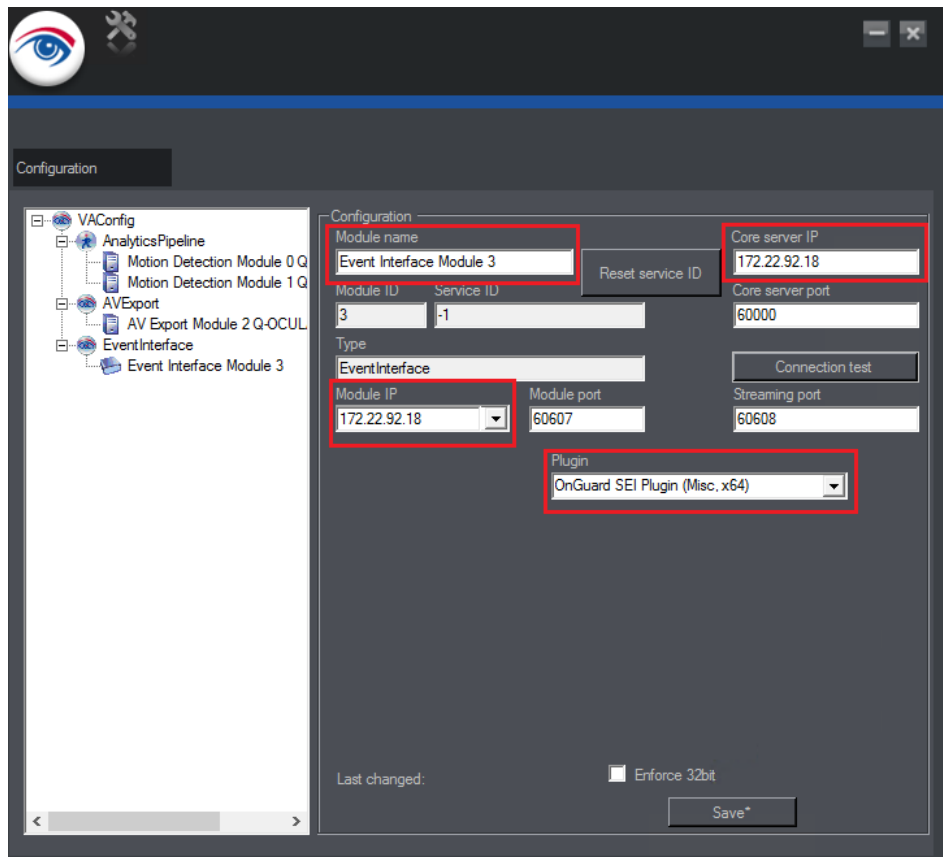 Configuration
VAConfig
AnalyticsPipeline
Motion Detection Module 0 Q
Motion Detection Module 1 Q
AVExport
AV Export Module 2 Q-OCUL.
EventInterface
Event Interface Module 3
Configuration
Module name
Event Interface Module 3
Reset service ID
Core server IP
172.22.92.18
Module ID
Service ID
Core server port
3
-1
60000
Type
EventInterface
Connection test
Module IP
Module port
Streaming port
172.22.92.18
60607
60608
Plugin
OnGuard SEI Plugin (Misc, x64)
Last changed:
Enforce 32bit
Save*